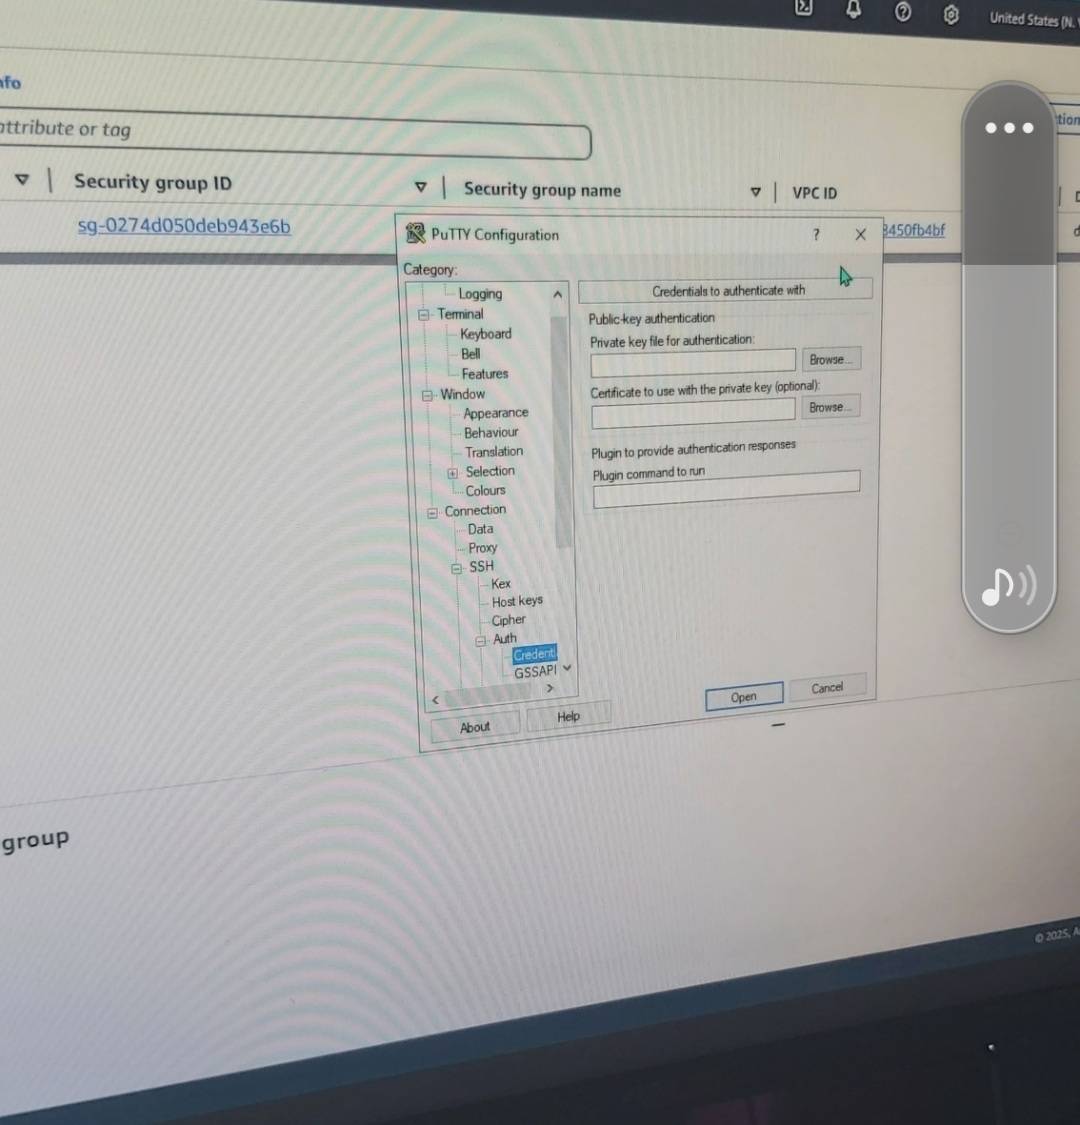 United States (N.
nfo
attribute or tag
tion
Security group ID
Security group name
VPC ID
sg-0274d050deb943e6b
3450fb4bf
PuTTY Configuration
?
Category:
Logging
Terminal
Keyboard
Bell
Features
Window
Appearance
Behaviour
Translation
Selection
Colours
Connection
Data
Proxy
SSH
Kex
Host keys
Cipher
Auth
Credenti
GSSAPI
Credentials to authenticate with
Public-key authentication
Private key file for authentication:
Browse...
Certificate to use with the private key (optional):
Browse...
Plugin to provide authentication responses
Plugin command to run
About
Help
Open
Cancel
group
© 2025, A